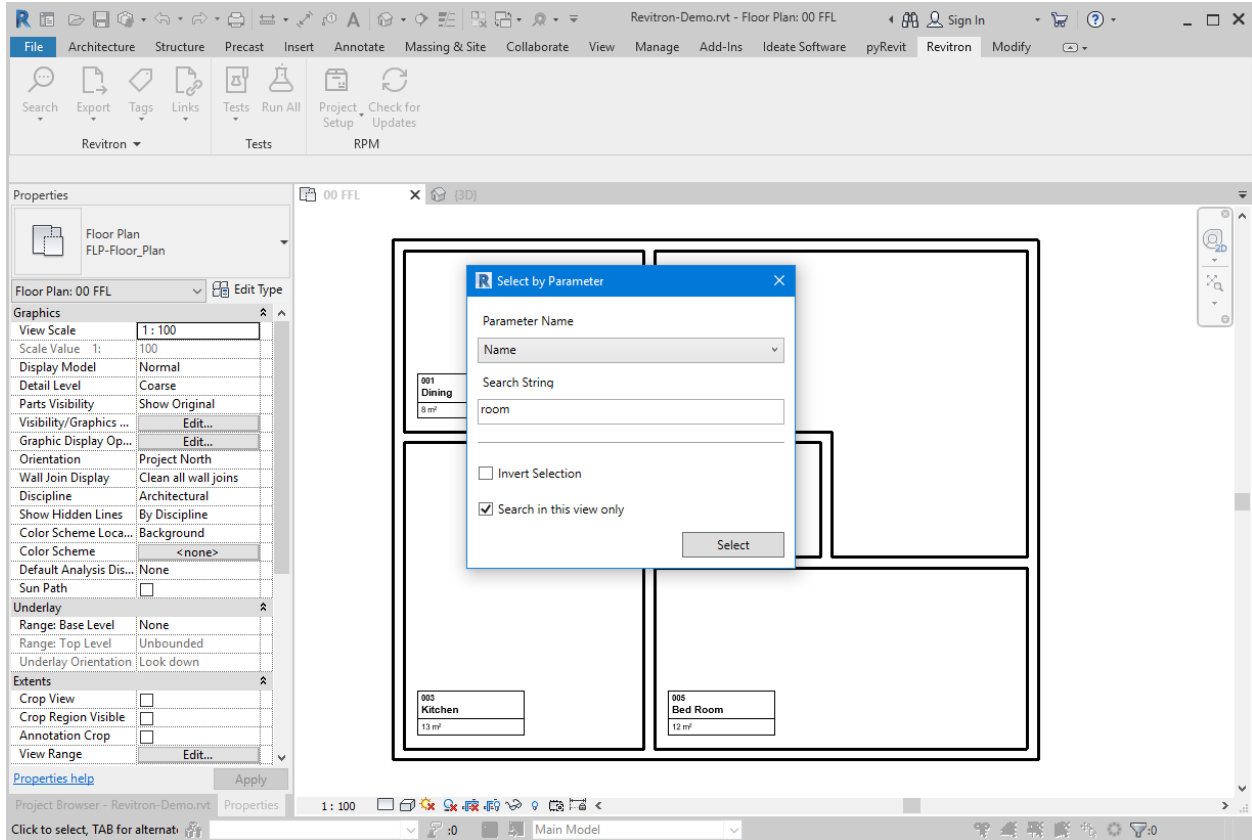 Revitron-Demo.rvt - Floor Plan: 00 FFL
Sign In
File Architecture Structure Precast Insert Annotate Massing & Site Collaborate View Manage Add-Ins Ideate Software pyRevit Revitron Modify
Search Export Tags Links Tests Run All Project Setup Check for Updates
Revitron Tests RPM
Properties
00 FFL {3D}
Floor Plan
FLP-Floor_Plan
Floor Plan: 00 FFL Edit Type
Graphics
View Scale 1 : 100
Scale Value 1: 100
Display Model Normal
Detail Level Coarse
Parts Visibility Show Original
Visibility/Graphics ... Edit...
Graphic Display Op... Edit...
Orientation Project North
Wall Join Display Clean all wall joins
Discipline Architectural
Show Hidden Lines By Discipline
Color Scheme Loca... Background
Color Scheme <none>
Default Analysis Dis... None
Sun Path
Underlay
Range: Base Level None
Range: Top Level Unbounded
Underlay Orientation Look down
Extents
Crop View
Crop Region Visible
Annotation Crop
View Range Edit...
Properties help Apply
Project Browser - Revitron-Demo.rvt Properties
Select by Parameter
Parameter Name
Name
Search String
room
Invert Selection
Search in this view only
Select
001
Dining
8 m²
003
Kitchen
13 m²
005
Bed Room
12 m²
2D
1 : 100
Click to select, TAB for alternat :0 Main Model :0